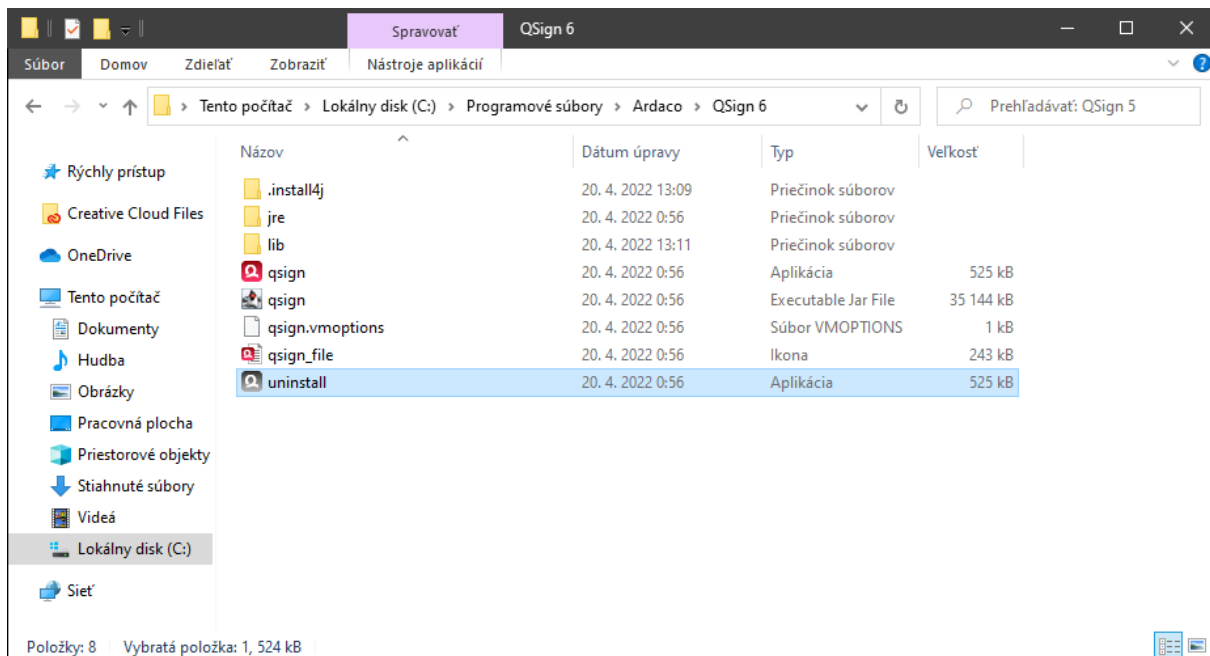 Spravovať QSign 6
Súbor Domov Zdieľať Zobraziť Nástroje aplikácií
Tento počítač Lokálny disk (C:) Programové súbory Ardaco QSign 6 Prehľadávať: QSign 5
Názov Dátum úpravy Typ Veľkosť
Rýchly prístup
Creative Cloud Files
OneDrive
Tento počítač
Dokumenty
Hudba
Obrázky
Pracovná plocha
Priestorové objekty
Stiahnuté súbory
Videá
Lokálny disk (C:)
Sieť
.install4j 20. 4. 2022 13:09 Priečinok súborov
jre 20. 4. 2022 0:56 Priečinok súborov
lib 20. 4. 2022 13:11 Priečinok súborov
qsign 20. 4. 2022 0:56 Aplikácia 525 kB
qsign 20. 4. 2022 0:56 Executable Jar File 35 144 kB
qsign.vmoptions 20. 4. 2022 0:56 Súbor VMOPTIONS 1 kB
qsign_file 20. 4. 2022 0:56 Ikona 243 kB
uninstall 20. 4. 2022 0:56 Aplikácia 525 kB
Položky: 8 Vybratá položka: 1, 524 kB